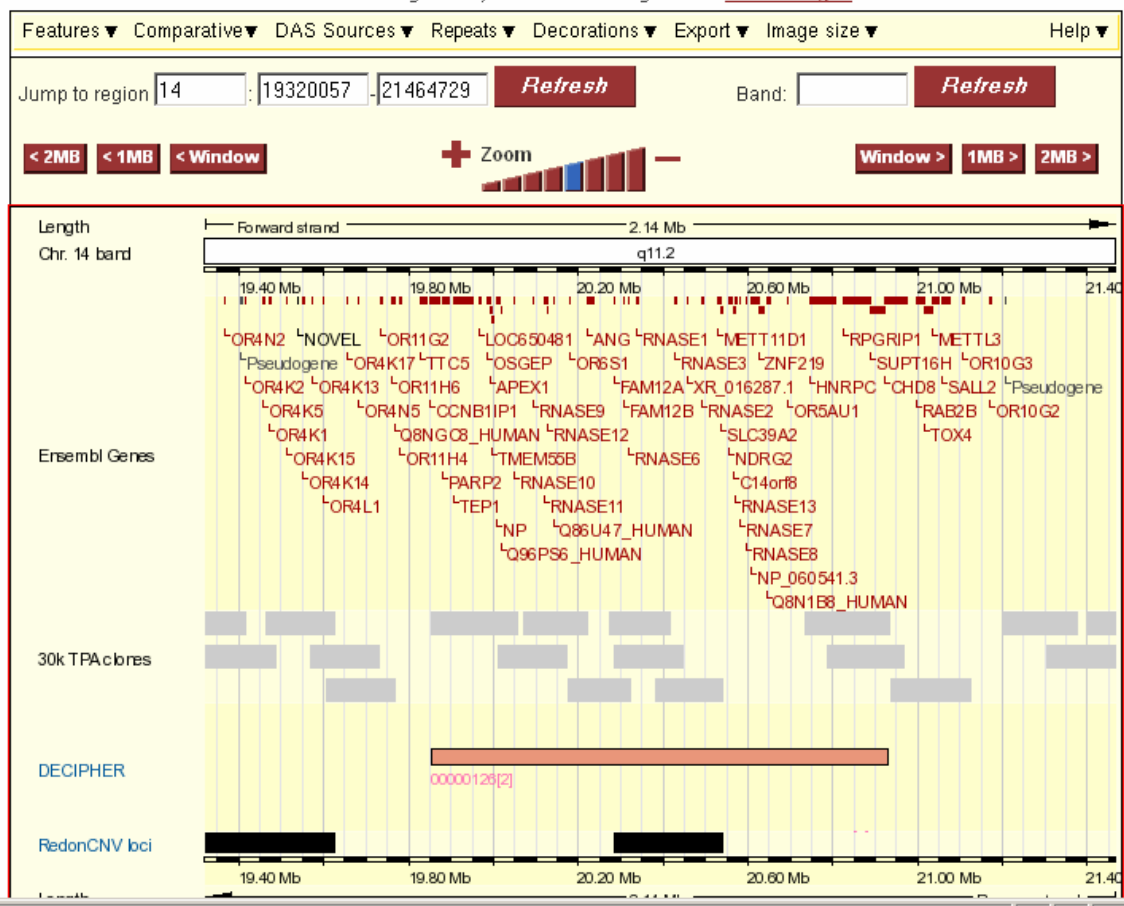 Features ▼ Comparative▼ DAS Sources ▼ Repeats ▼ Decorations ▼ Export ▼ Image size ▼ Help ▼
Jump to region 14 : 19320057 -21464729 Refresh Band: Refresh
< 2MB < 1MB < Window + Zoom − Window > 1MB > 2MB >
Length Forward strand 2.14 Mb
Chr. 14 band q11.2
19.40 Mb 19.80 Mb 20.20 Mb 20.60 Mb 21.00 Mb 21.40
OR4N2 NOVEL OR11G2 LOC650481 ANG RNASE1 METT11D1 RPGRIP1 METTL3
Pseudogene OR4K17 TTC5 OSGEP OR6S1 RNASE3 ZNF219 SUPT16H OR10G3
OR4K2 OR4K13 OR11H6 APEX1 FAM12A XR_016287.1 HNRPC CHD8 SALL2 Pseudogene
OR4K5 OR4N5 CCNB1IP1 RNASE9 FAM12B RNASE2 OR5AU1 RAB2B OR10G2
OR4K1 Q8NGC8_HUMAN RNASE12 SLC39A2 TOX4
Ensembl Genes OR4K15 OR11H4 TMEM55B RNASE6 NDRG2
OR4K14 PARP2 RNASE10 C14orf8
OR4L1 TEP1 RNASE11 RNASE13
NP Q86U47_HUMAN RNASE7
Q96PS6_HUMAN RNASE8
NP_060541.3
Q8N1B8_HUMAN
30k TPA clones
DECIPHER
00000126[2]
RedonCNV loci
19.40 Mb 19.80 Mb 20.20 Mb 20.60 Mb 21.00 Mb 21.40